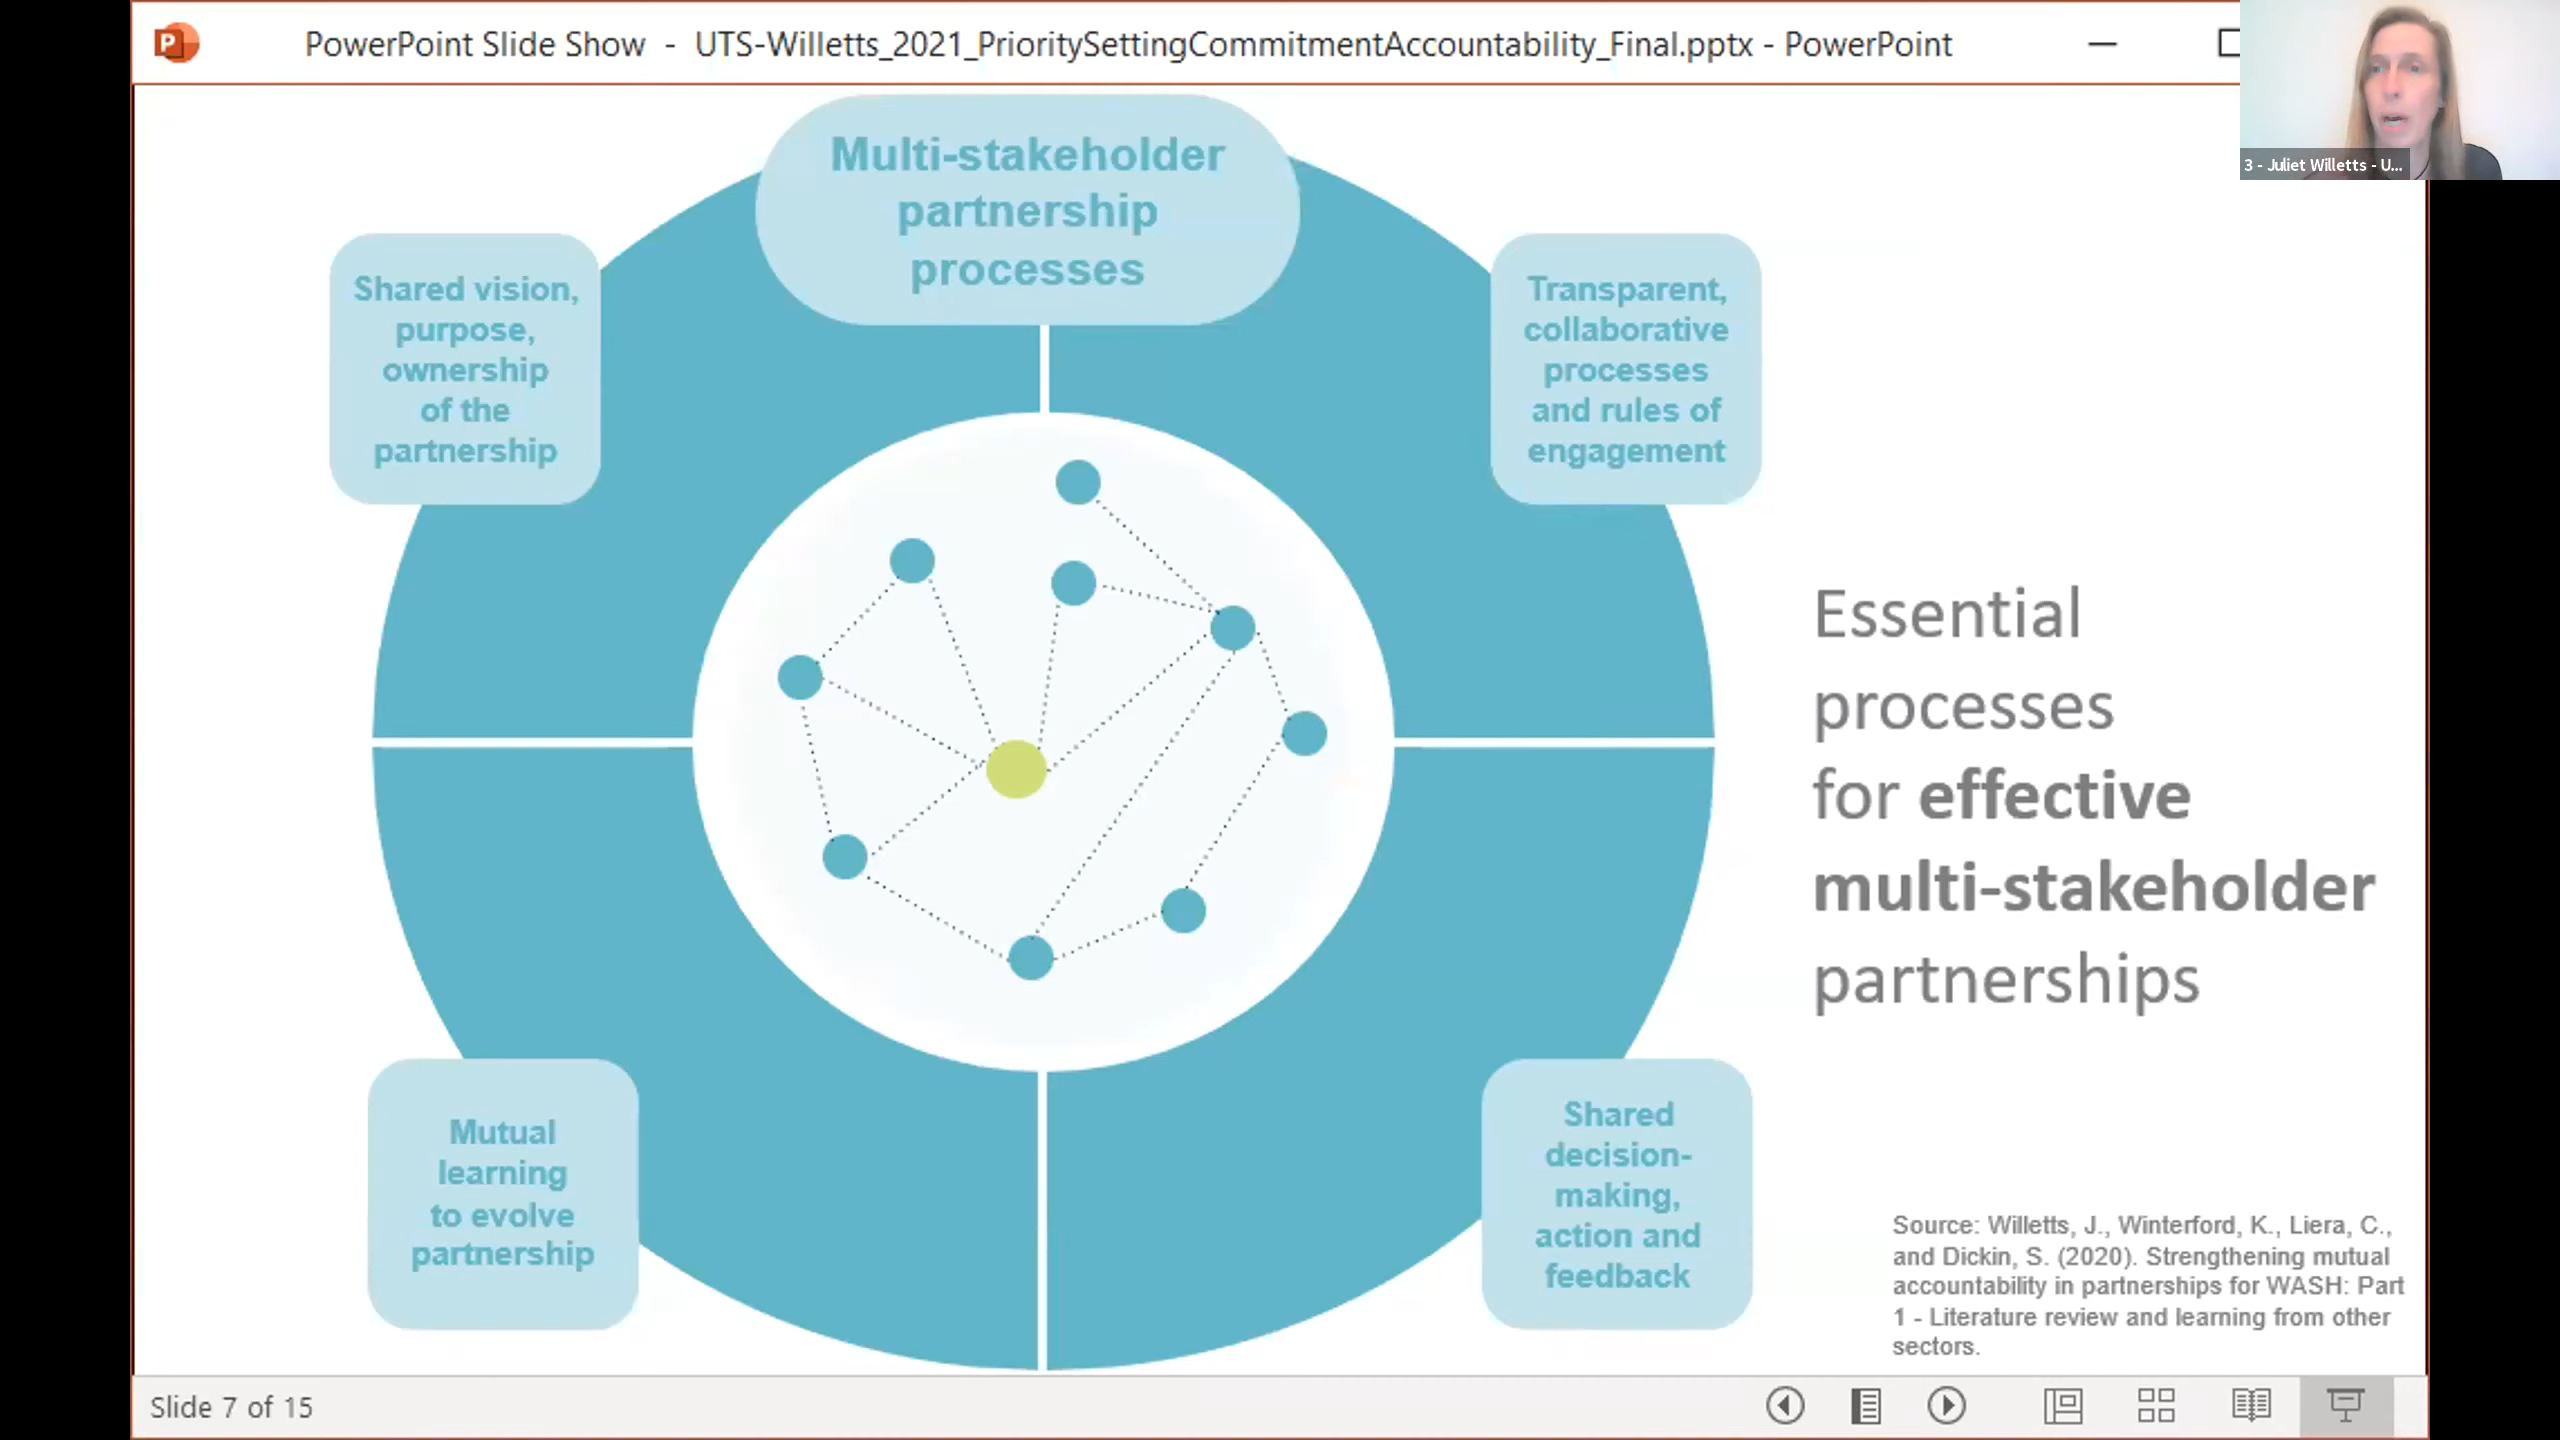 P
PowerPoint Slide Show - UTS-Willetts_2021_PrioritySettingCommitmentAccountability_Final.pptx - PowerPoint
3 - Juliet Willetts - U...
Multi-stakeholder
partnership
processes
Shared vision,
purpose,
ownership
of the
partnership
Transparent,
collaborative
processes
and rules of
engagement
Essential
processes
for effective
multi-stakeholder
partnerships
Mutual
learning
to evolve
partnership
Shared
decision-
making,
action and
feedback
Source: Willetts, J., Winterford, K., Liera, C.,
and Dickin, S. (2020). Strengthening mutual
accountability in partnerships for WASH: Part
1 - Literature review and learning from other
sectors.
Slide 7 of 15